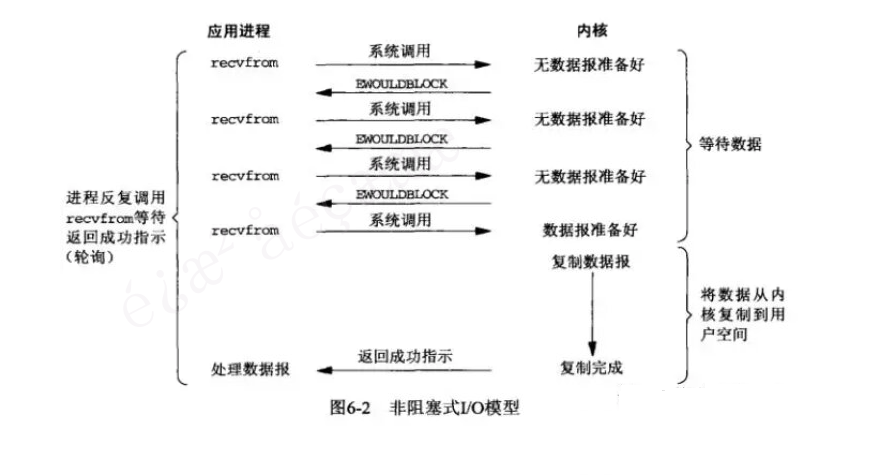 应用进程 内核
recvfrom 系统调用 无数据报准备好
EWOULDBLOCK
recvfrom 系统调用 无数据报准备好
EWOULDBLOCK
recvfrom 系统调用 无数据报准备好
EWOULDBLOCK
recvfrom 系统调用 数据报准备好
等待数据
进程反复调用
recvfrom等待
返回成功指示
(轮询)
复制数据报
将数据从内
核复制到用
户空间
处理数据报 返回成功指示 复制完成
图6-2 非阻塞式I/O模型